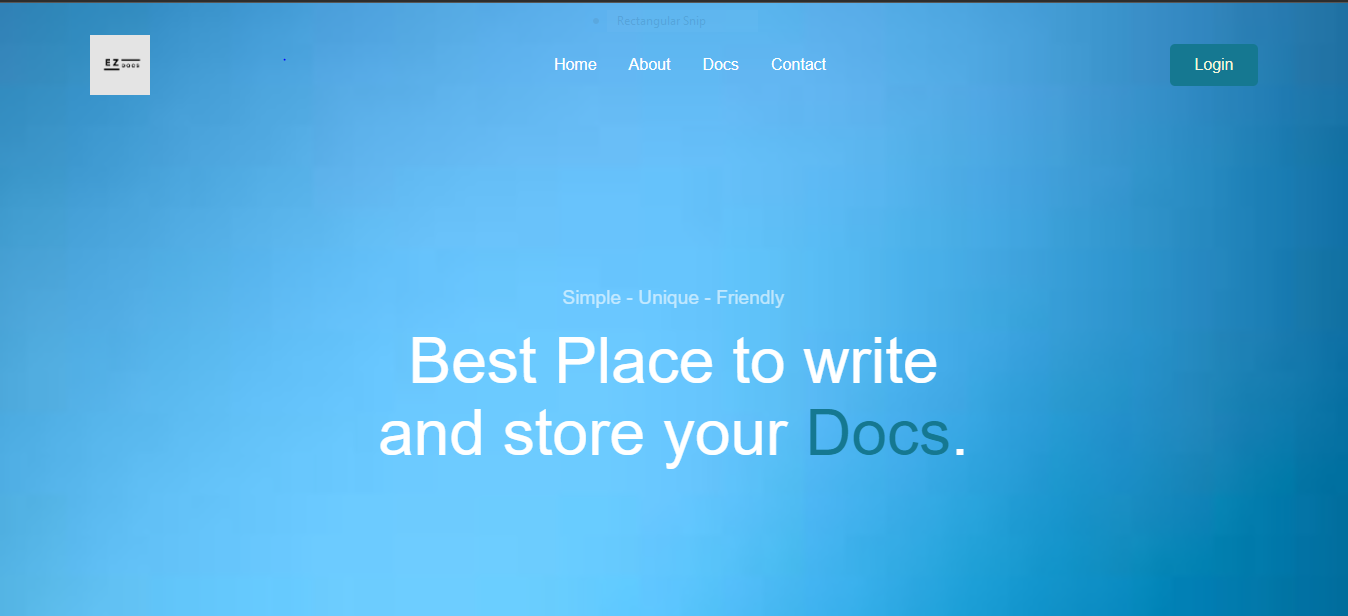 Rectangular Snip
EZ DOCS
Home About Docs Contact
Login
Simple - Unique - Friendly
Best Place to write
and store your Docs.